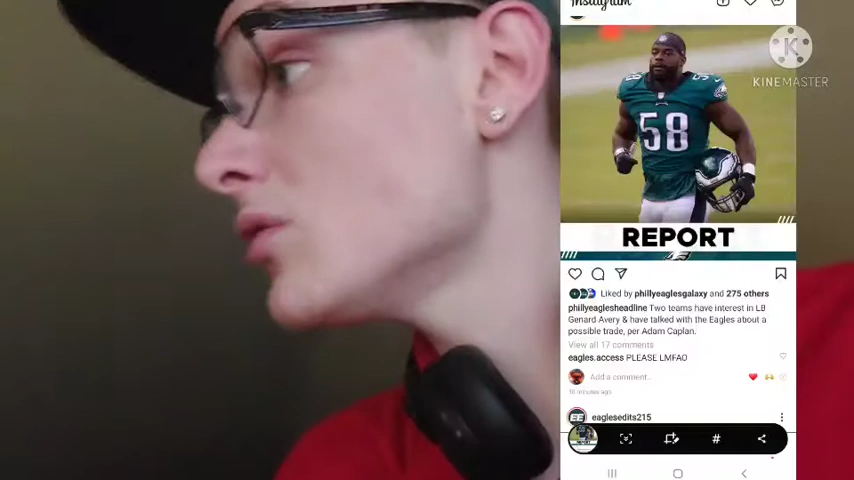 Instagram
KINEMASTER
58
REPORT
Liked by phillyeaglesgalaxy and 275 others
phillyeaglesheadline Two teams have interest in LB
Genard Avery & have talked with the Eagles about a
possible trade, per Adam Caplan.
View all 17 comments
eagles.access PLEASE LMFAO
Add a comment...
eaglesedits215